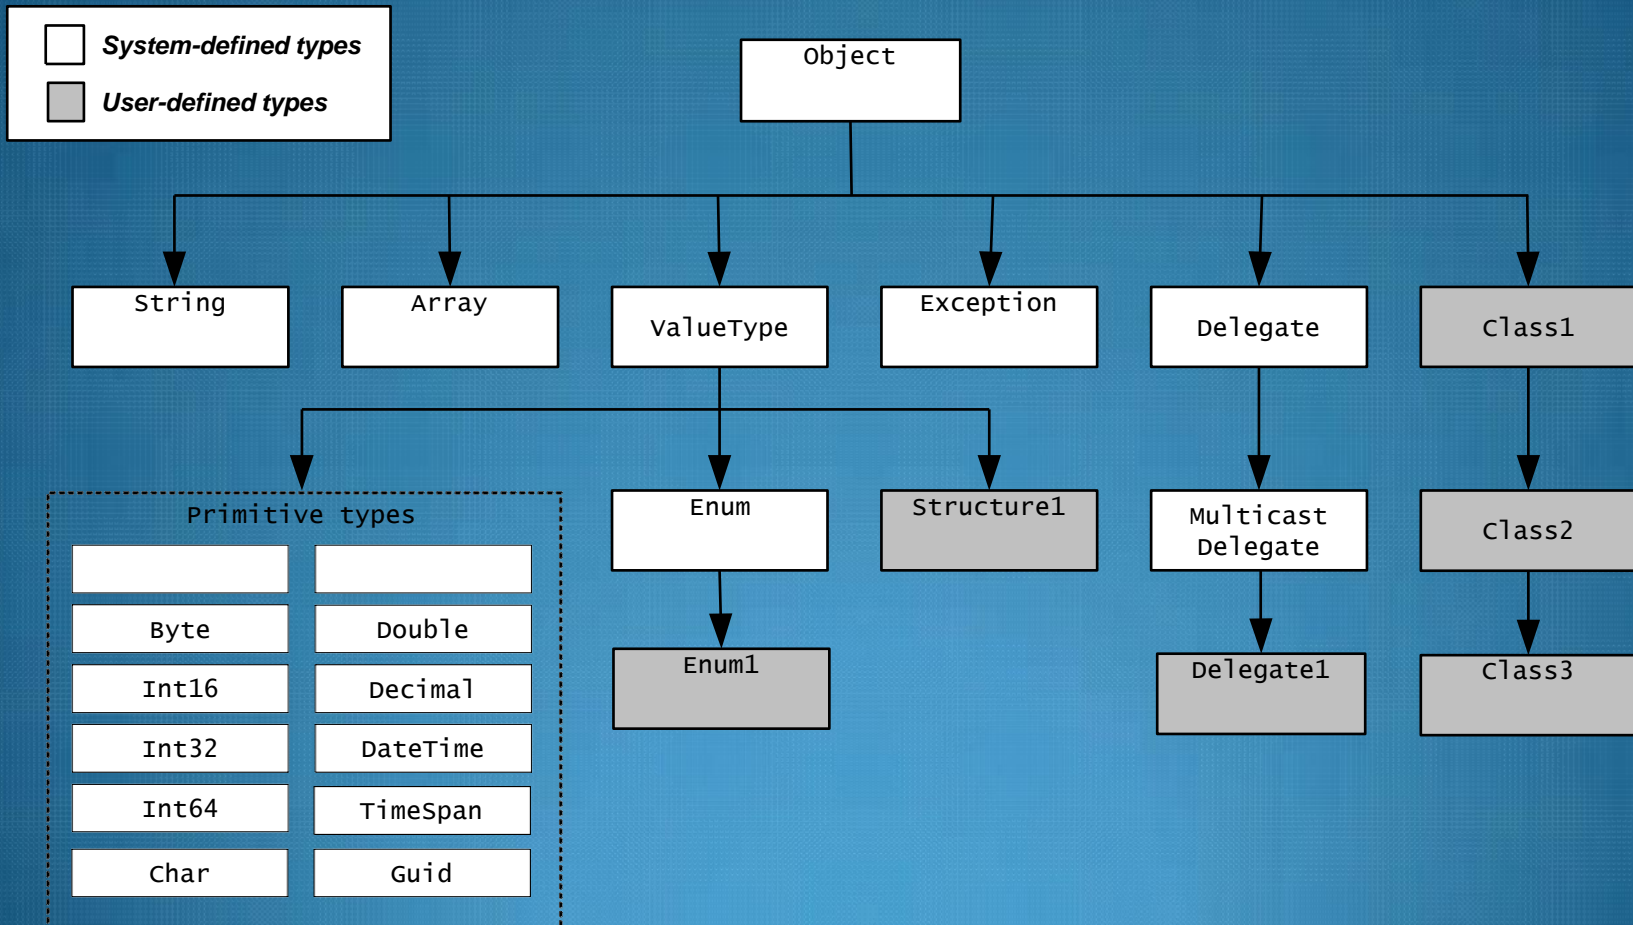 System-defined types
User-defined types
Object
String
Array
ValueType
Exception
Delegate
Class1
Primitive types
Enum
Structure1
Multicast
Delegate
Class2
Byte
Double
Int16
Decimal
Int32
DateTime
Int64
TimeSpan
Char
Guid
Enum1
Delegate1
Class3